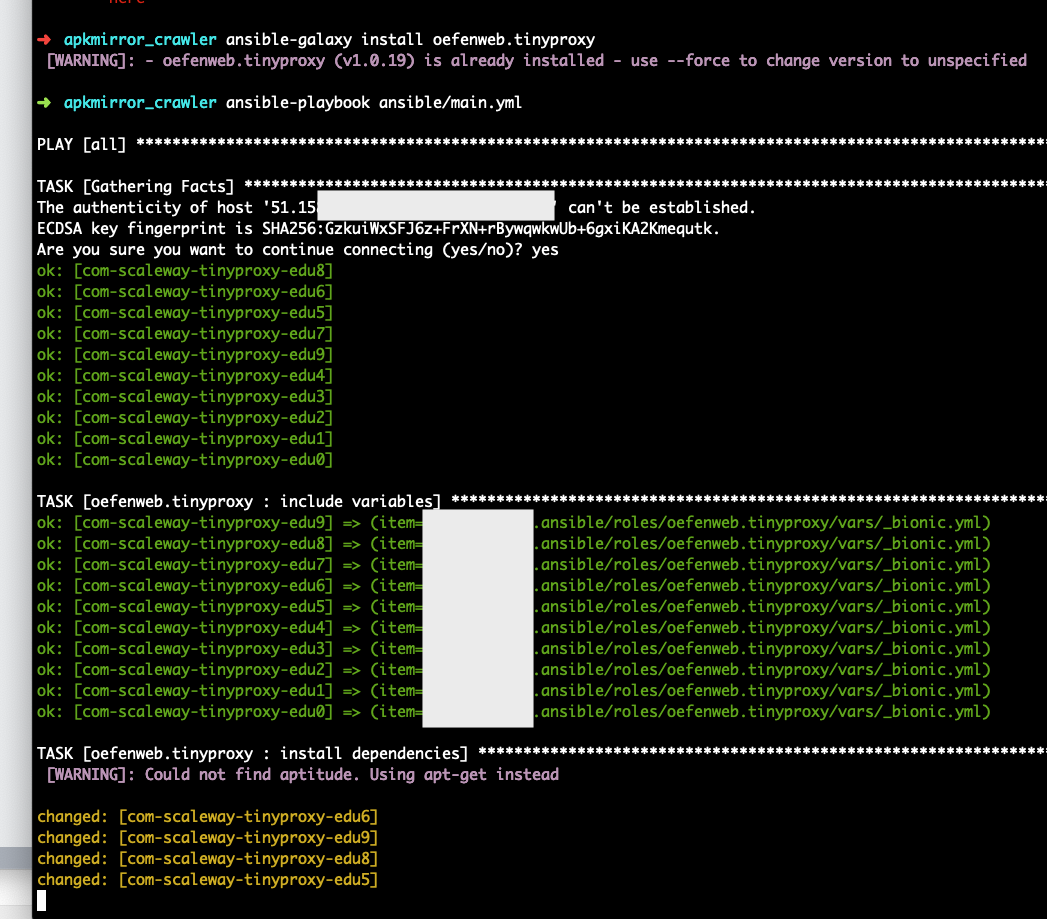 here
➜ apkmirror_crawler ansible-galaxy install oefenweb.tinyproxy
[WARNING]: - oefenweb.tinyproxy (v1.0.19) is already installed - use --force to change version to unspecified
➜ apkmirror_crawler ansible-playbook ansible/main.yml
PLAY [all] *****************************************************************************************************
TASK [Gathering Facts] *****************************************************************************************
The authenticity of host '51.15 ' can't be established.
ECDSA key fingerprint is SHA256:GzkuiWxSFJ6z+FrXN+rBywqwkwUb+6gxiKA2Kmequtk.
Are you sure you want to continue connecting (yes/no)? yes
ok: [com-scaleway-tinyproxy-edu8]
ok: [com-scaleway-tinyproxy-edu6]
ok: [com-scaleway-tinyproxy-edu5]
ok: [com-scaleway-tinyproxy-edu7]
ok: [com-scaleway-tinyproxy-edu9]
ok: [com-scaleway-tinyproxy-edu4]
ok: [com-scaleway-tinyproxy-edu3]
ok: [com-scaleway-tinyproxy-edu2]
ok: [com-scaleway-tinyproxy-edu1]
ok: [com-scaleway-tinyproxy-edu0]
TASK [oefenweb.tinyproxy : include variables] ******************************************************************
ok: [com-scaleway-tinyproxy-edu9] => (item= .ansible/roles/oefenweb.tinyproxy/vars/_bionic.yml)
ok: [com-scaleway-tinyproxy-edu8] => (item= .ansible/roles/oefenweb.tinyproxy/vars/_bionic.yml)
ok: [com-scaleway-tinyproxy-edu7] => (item= .ansible/roles/oefenweb.tinyproxy/vars/_bionic.yml)
ok: [com-scaleway-tinyproxy-edu6] => (item= .ansible/roles/oefenweb.tinyproxy/vars/_bionic.yml)
ok: [com-scaleway-tinyproxy-edu5] => (item= .ansible/roles/oefenweb.tinyproxy/vars/_bionic.yml)
ok: [com-scaleway-tinyproxy-edu4] => (item= .ansible/roles/oefenweb.tinyproxy/vars/_bionic.yml)
ok: [com-scaleway-tinyproxy-edu3] => (item= .ansible/roles/oefenweb.tinyproxy/vars/_bionic.yml)
ok: [com-scaleway-tinyproxy-edu2] => (item= .ansible/roles/oefenweb.tinyproxy/vars/_bionic.yml)
ok: [com-scaleway-tinyproxy-edu1] => (item= .ansible/roles/oefenweb.tinyproxy/vars/_bionic.yml)
ok: [com-scaleway-tinyproxy-edu0] => (item= .ansible/roles/oefenweb.tinyproxy/vars/_bionic.yml)
TASK [oefenweb.tinyproxy : install dependencies] ***************************************************************
[WARNING]: Could not find aptitude. Using apt-get instead
changed: [com-scaleway-tinyproxy-edu6]
changed: [com-scaleway-tinyproxy-edu9]
changed: [com-scaleway-tinyproxy-edu8]
changed: [com-scaleway-tinyproxy-edu5]